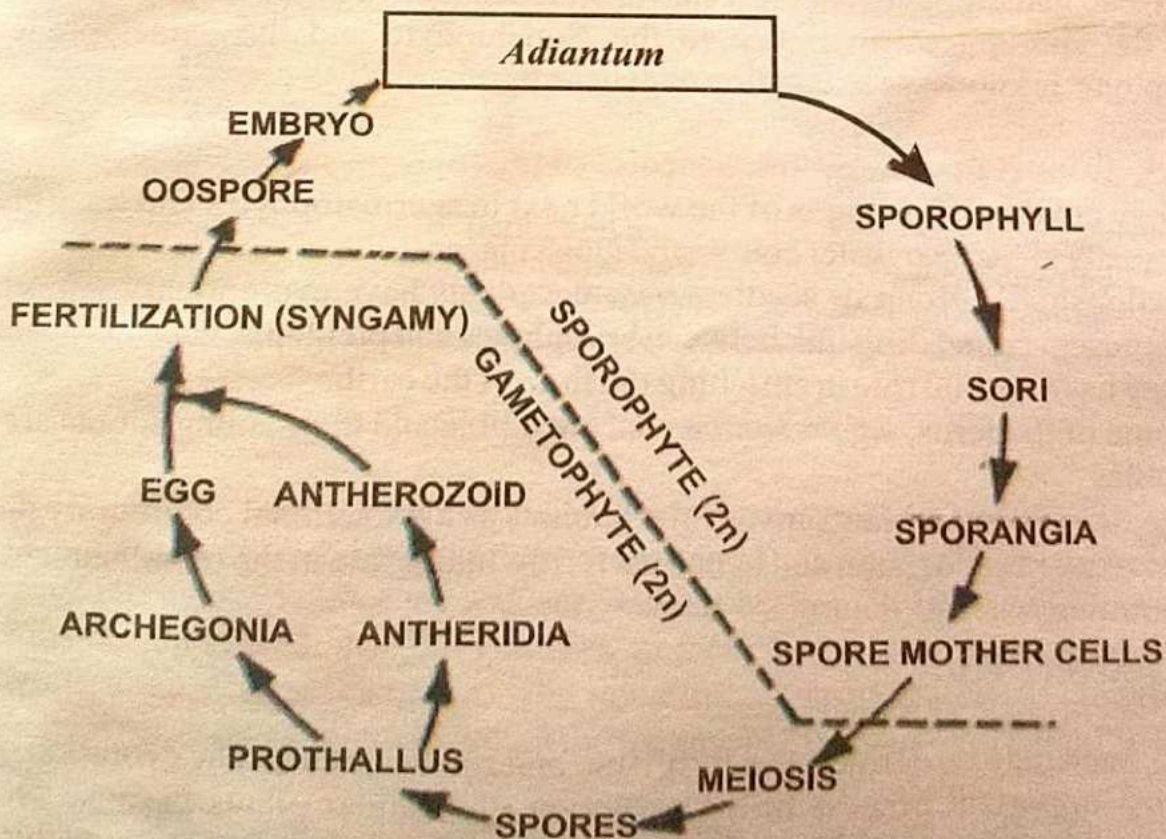 Adiantum
EMBRYO
OOSPORE
SPOROPHYLL
FERTILIZATION (SYNGAMY)
SPOROPHYTE (2n)
GAMETOPHYTE (2n)
SORI
EGG
ANTHEROZOID
SPORANGIA
ARCHEGONIA
ANTHERIDIA
SPORE MOTHER CELLS
PROTHALLUS
MEIOSIS
SPORES